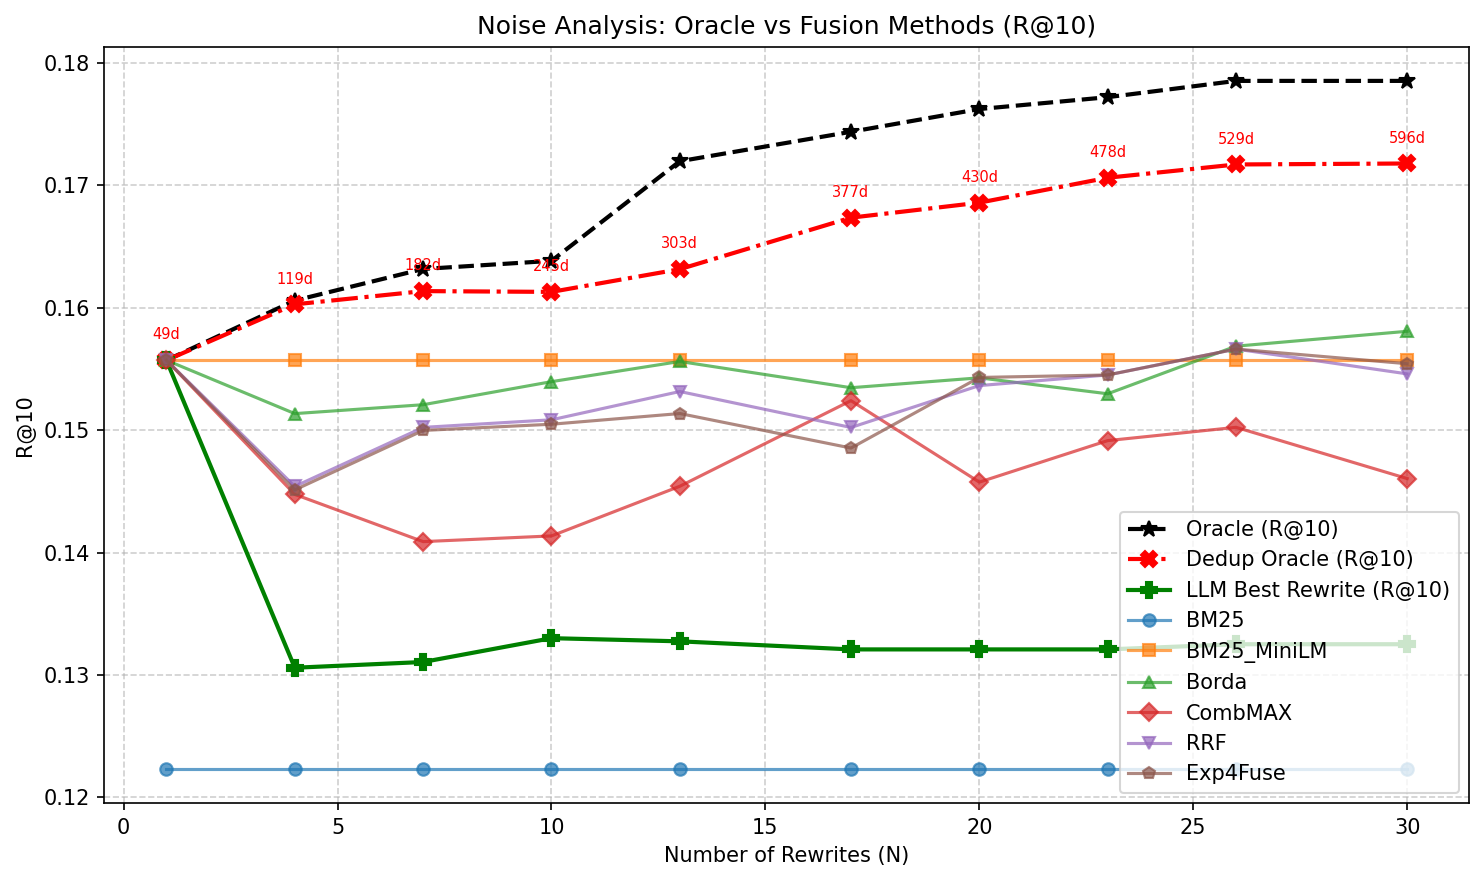 Noise Analysis: Oracle vs Fusion Methods (R@10)
R@10
0.18
0.17
0.16
0.15
0.14
0.13
0.12
49d
119d
182d
245d
303d
377d
430d
478d
529d
596d
Oracle (R@10)
Dedup Oracle (R@10)
LLM Best Rewrite (R@10)
BM25
BM25_MiniLM
Borda
CombMAX
RRF
Exp4Fuse
0 5 10 15 20 25 30
Number of Rewrites (N)